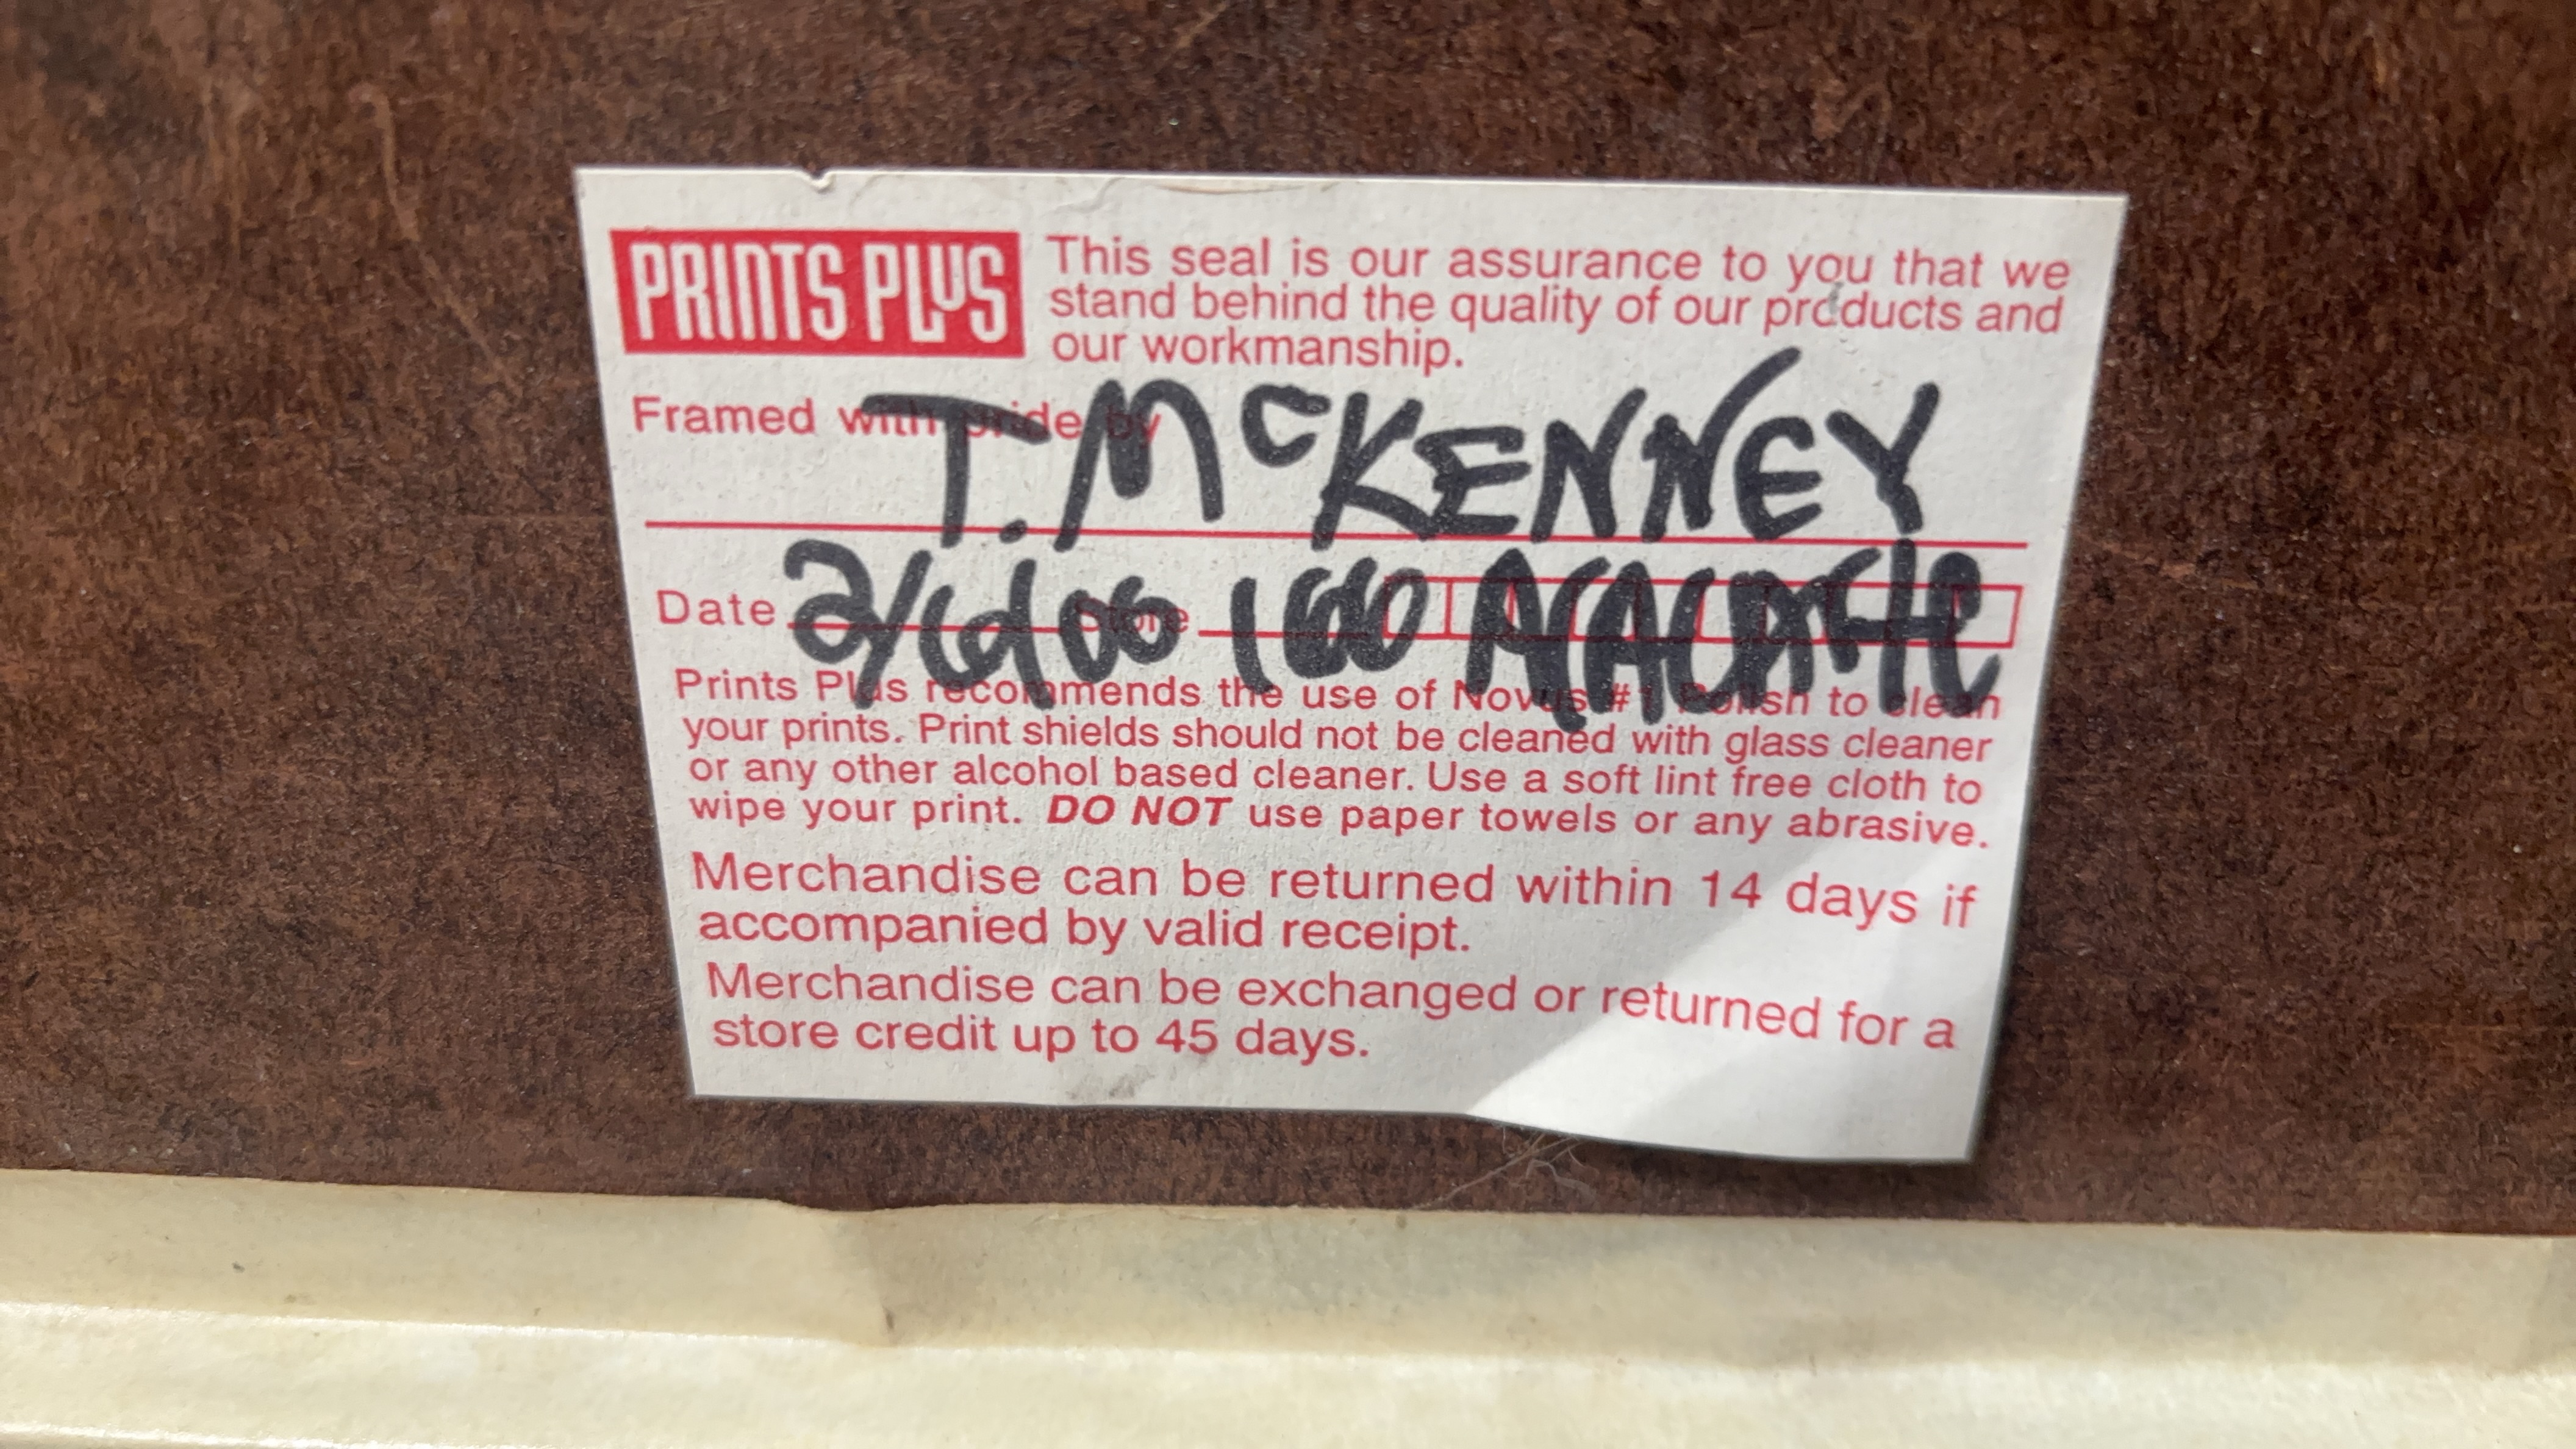 PRINTS PLUS
This seal is our assurance to you that we
stand behind the quality of our products and
our workmanship.
Framed with pride by T. McKENNEY
Date Store
Prints Plus recommends the use of Novus #1 Polish to clean
your prints. Print shields should not be cleaned with glass cleaner
or any other alcohol based cleaner. Use a soft lint free cloth to
wipe your print. DO NOT use paper towels or any abrasive.
Merchandise can be returned within 14 days if
accompanied by valid receipt.
Merchandise can be exchanged or returned for a
store credit up to 45 days.